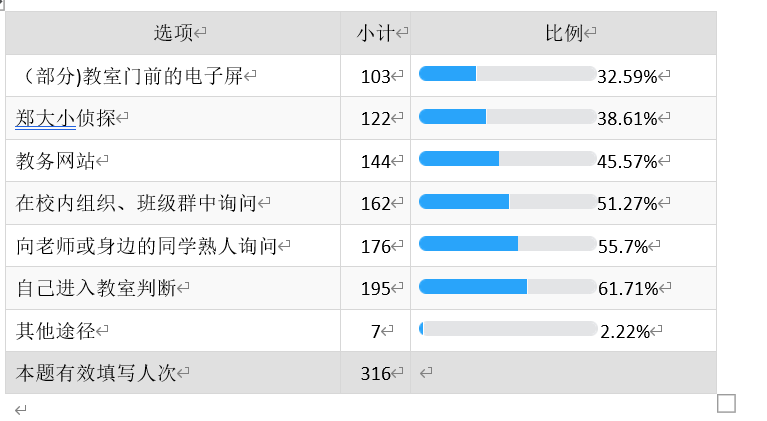 选项 小计 比例
（部分)教室门前的电子屏 103 32.59%
郑大小侦探 122 38.61%
教务网站 144 45.57%
在校内组织、班级群中询问 162 51.27%
向老师或身边的同学熟人询问 176 55.7%
自己进入教室判断 195 61.71%
其他途径 7 2.22%
本题有效填写人次 316